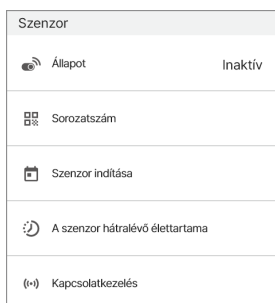 Szenzor
Állapot Inaktív
Sorozatszám
Szenzor indítása
A szenzor hátralévő élettartama
Kapcsolatkezelés